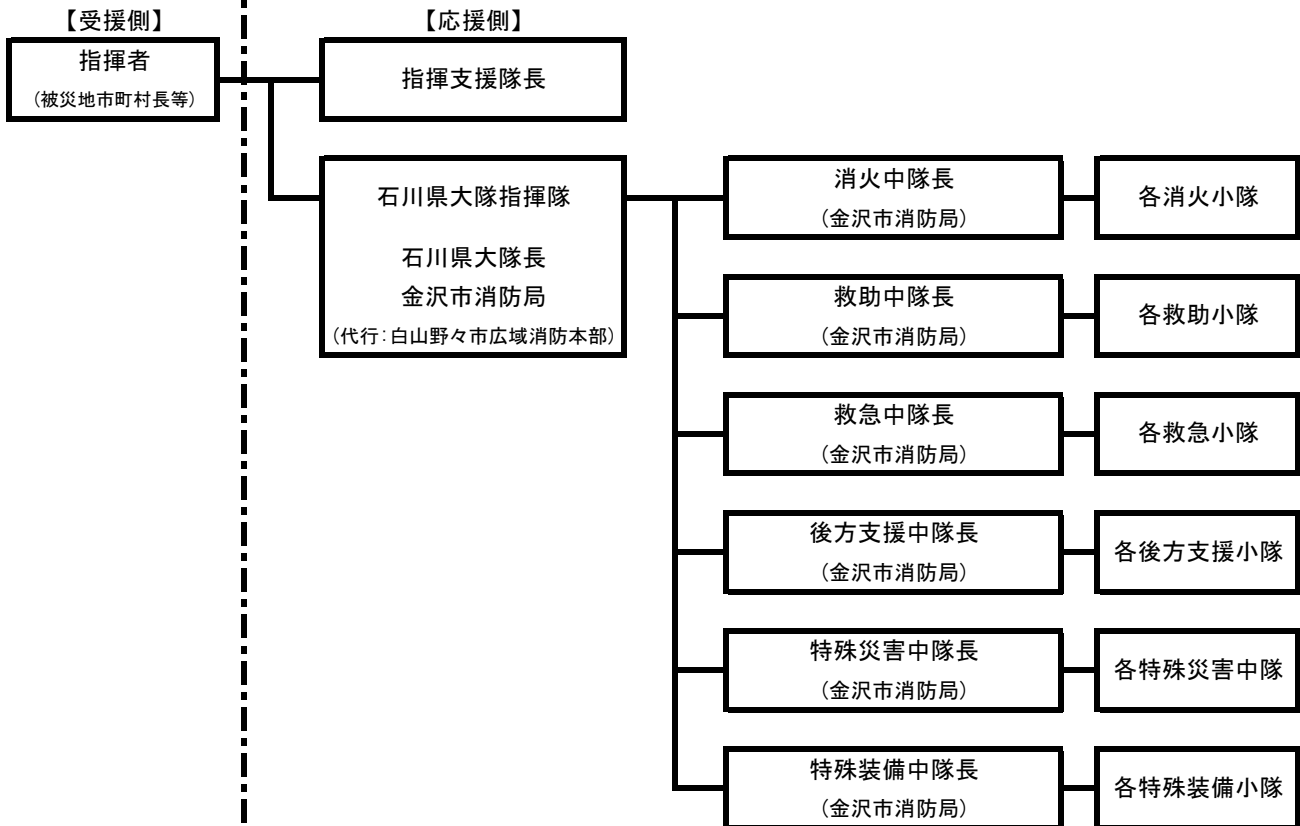 【受援側】
【応援側】
指揮者
(被災地市町村長等)
指揮支援隊長
石川県大隊指揮隊
石川県大隊長
金沢市消防局
(代行：白山野々市広域消防本部)
消火中隊長
(金沢市消防局)
各消火小隊
救助中隊長
(金沢市消防局)
各救助小隊
救急中隊長
(金沢市消防局)
各救急小隊
後方支援中隊長
(金沢市消防局)
各後方支援小隊
特殊災害中隊長
(金沢市消防局)
各特殊災害中隊
特殊装備中隊長
(金沢市消防局)
各特殊装備小隊